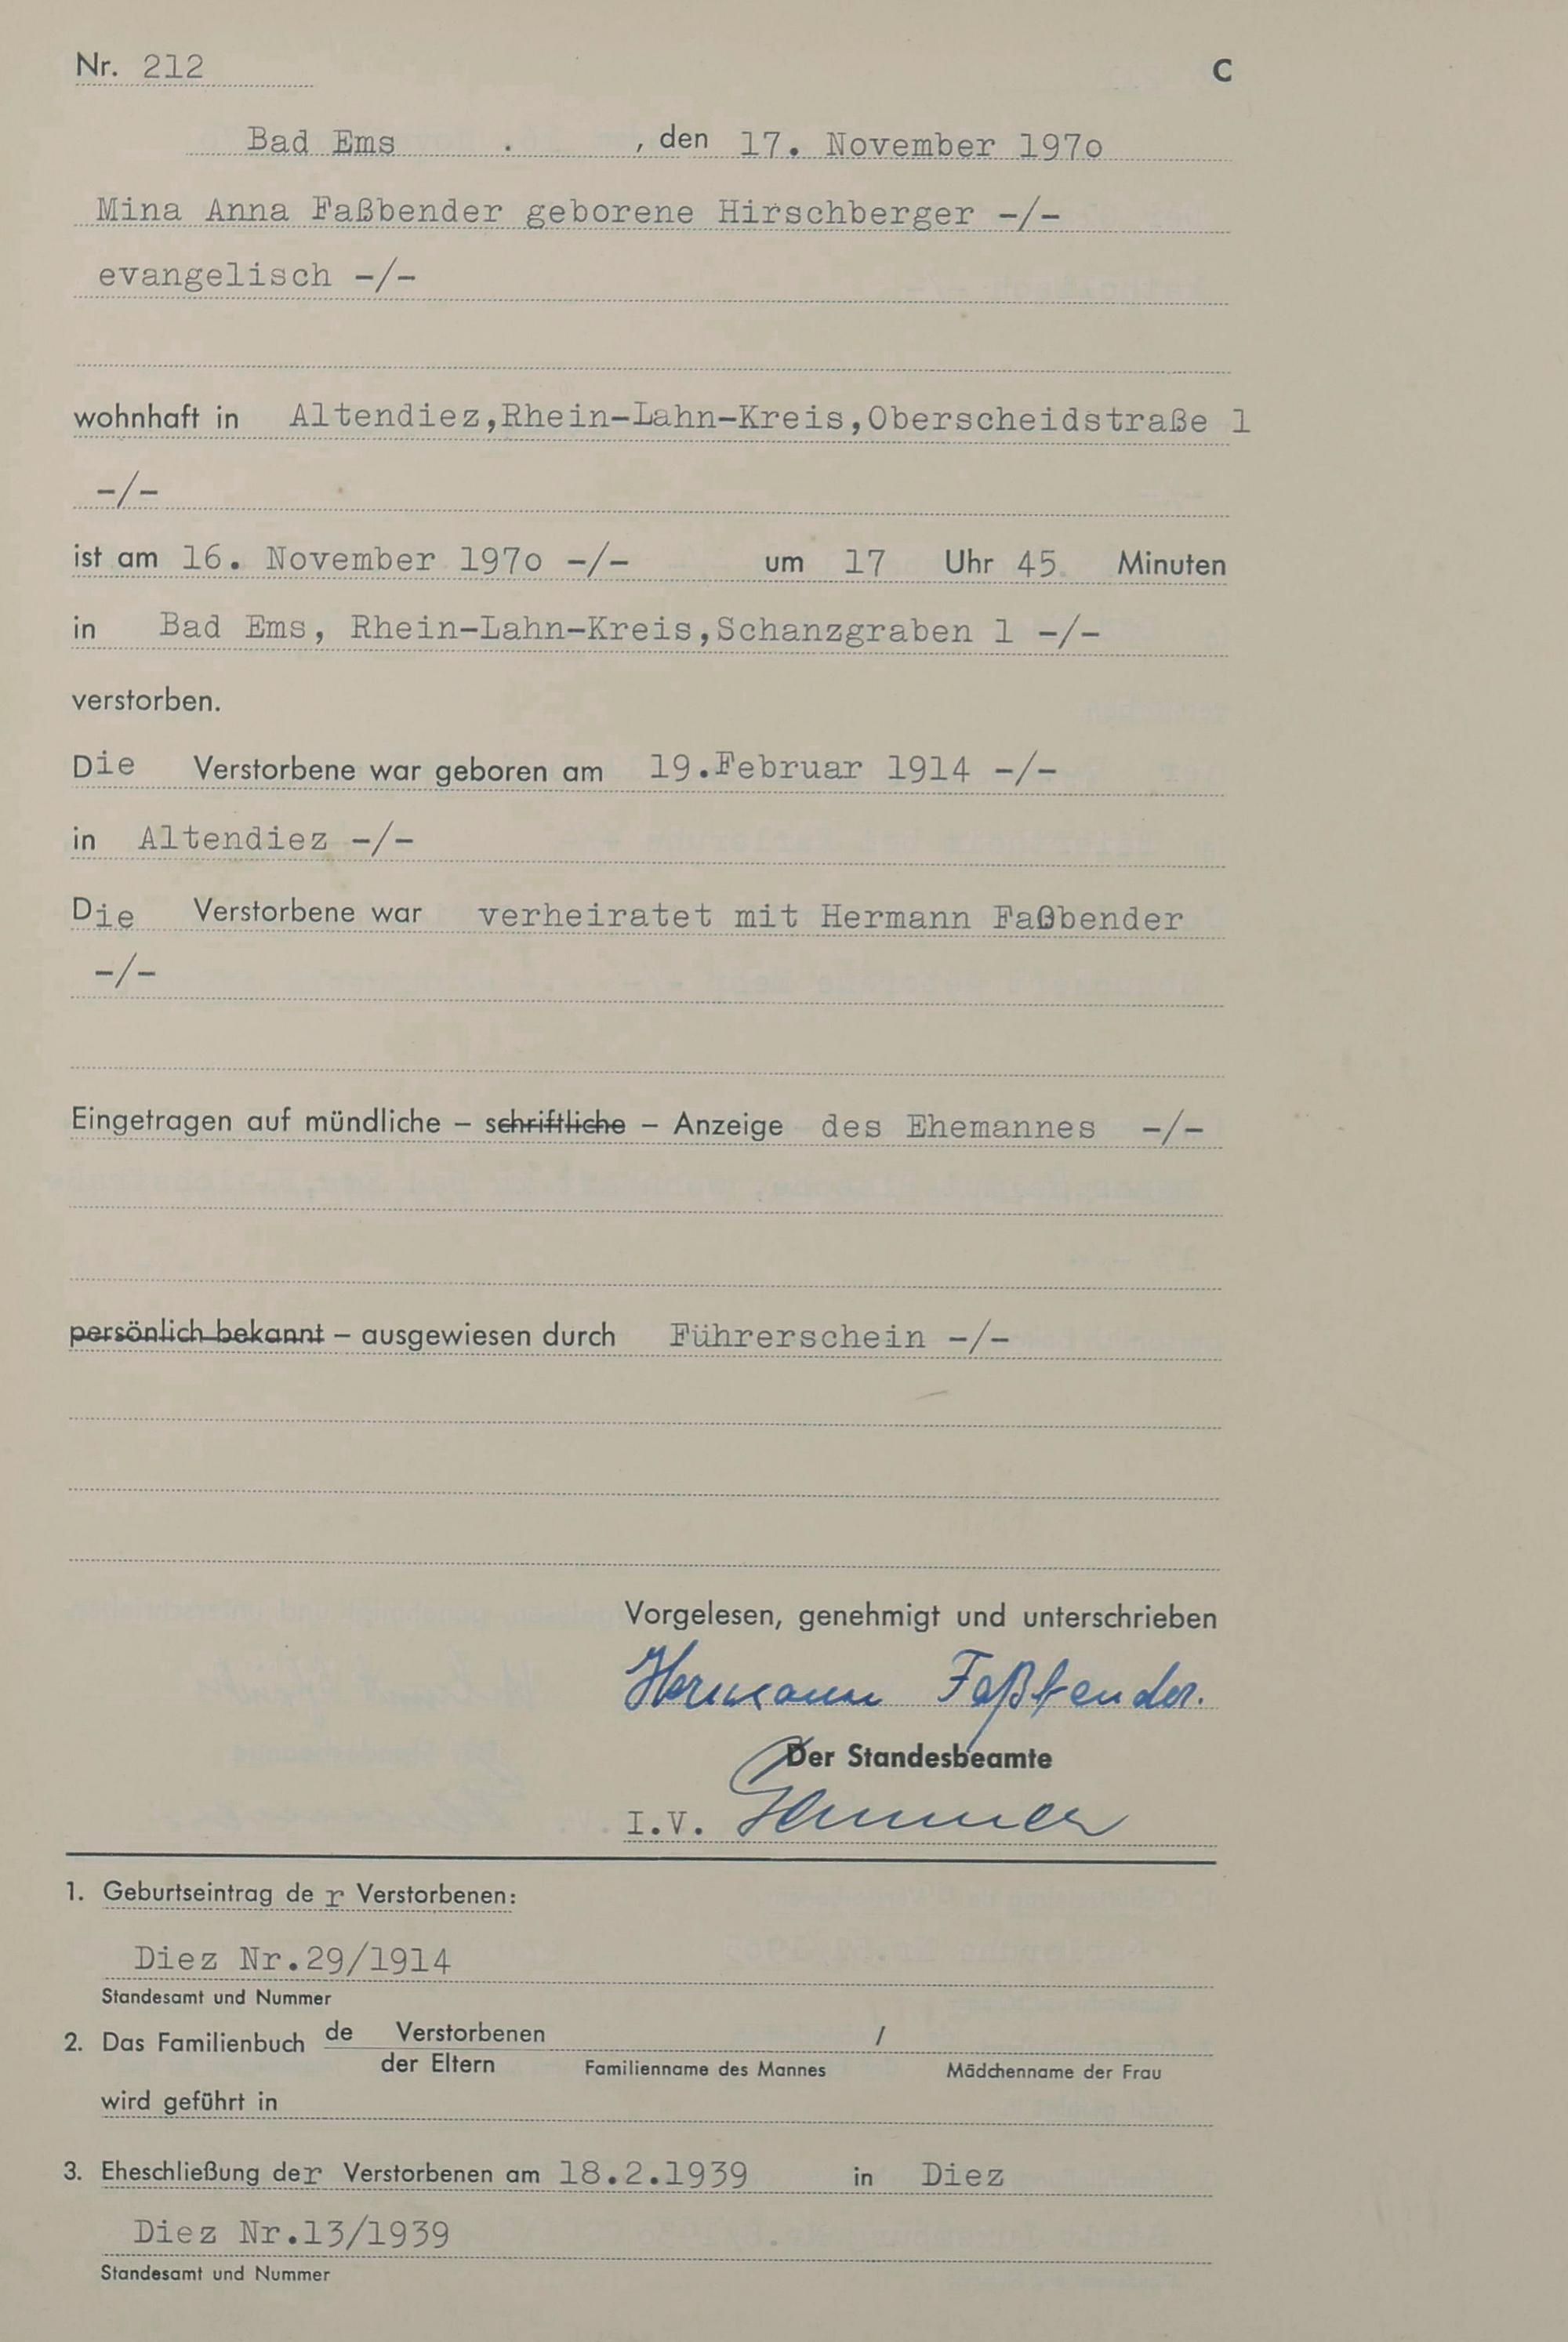 Nr. 212
C
Bad Ems . , den 17. November 197o
Mina Anna Faßbender geborene Hirschberger -/-
evangelisch -/-
wohnhaft in Altendiez,Rhein-Lahn-Kreis,Oberscheidstraße 1
-/-
ist am 16. November 197o -/- um 17 Uhr 45 Minuten
in Bad Ems, Rhein-Lahn-Kreis,Schanzgraben 1 -/-
verstorben.
Die Verstorbene war geboren am 19.Februar 1914 -/-
in Altendiez -/-
Die Verstorbene war verheiratet mit Hermann Faßbender
-/-
Eingetragen auf mündliche – schriftliche – Anzeige des Ehemannes -/-
persönlich bekannt – ausgewiesen durch Führerschein -/-
Vorgelesen, genehmigt und unterschrieben
Hermann Faßbender.
Der Standesbeamte
I.V.
1. Geburtseintrag de r Verstorbenen:
Diez Nr.29/1914
Standesamt und Nummer
2. Das Familienbuch de Verstorbenen /
der Eltern Familienname des Mannes Mädchenname der Frau
wird geführt in
3. Eheschließung der Verstorbenen am 18.2.1939 in Diez
Diez Nr.13/1939
Standesamt und Nummer